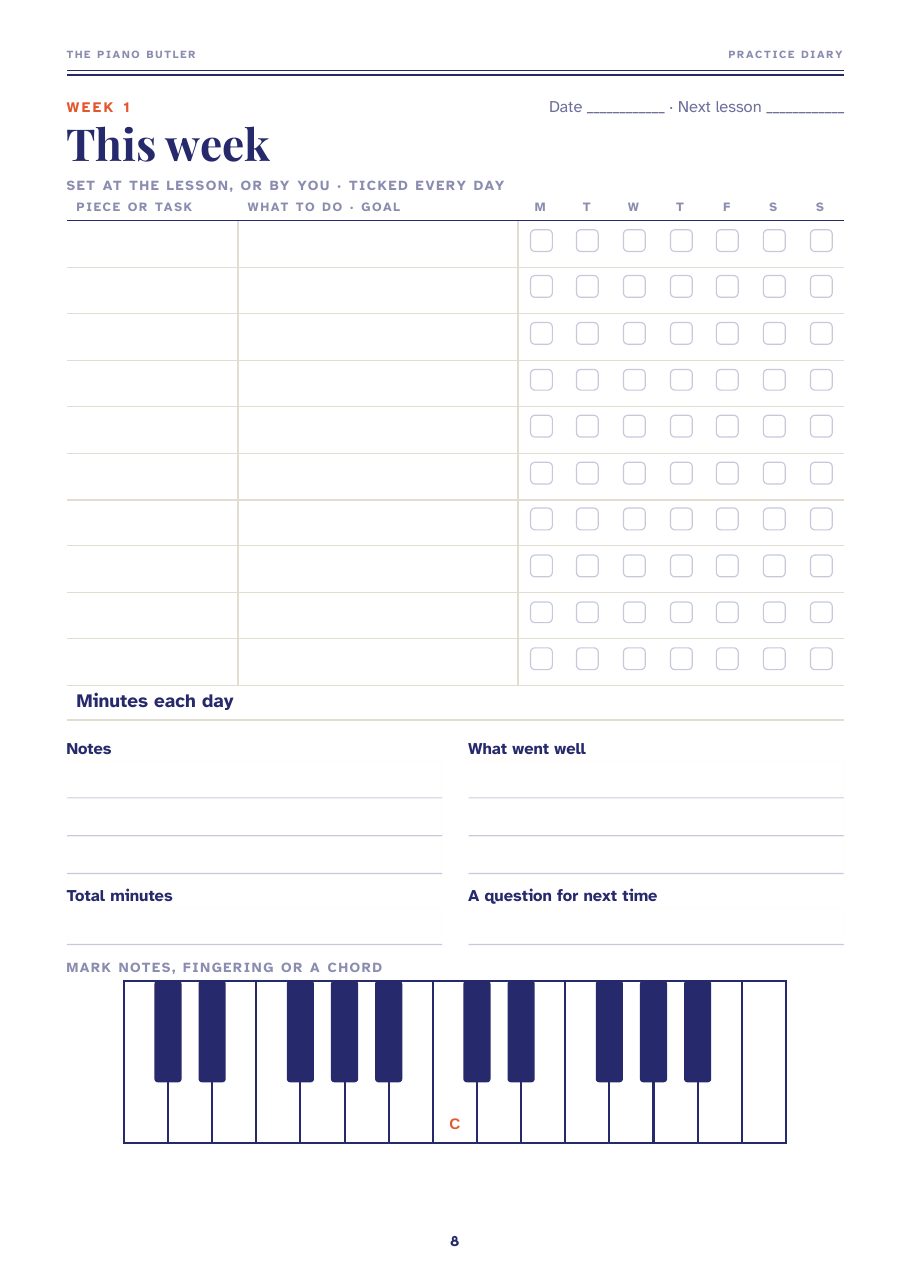 THE PIANO BUTLER PRACTICE DIARY
WEEK 1 Date ____________ · Next lesson ____________
This week
SET AT THE LESSON, OR BY YOU · TICKED EVERY DAY
PIECE OR TASK WHAT TO DO · GOAL M T W T F S S
Minutes each day
Notes What went well
Total minutes A question for next time
MARK NOTES, FINGERING OR A CHORD
C
8